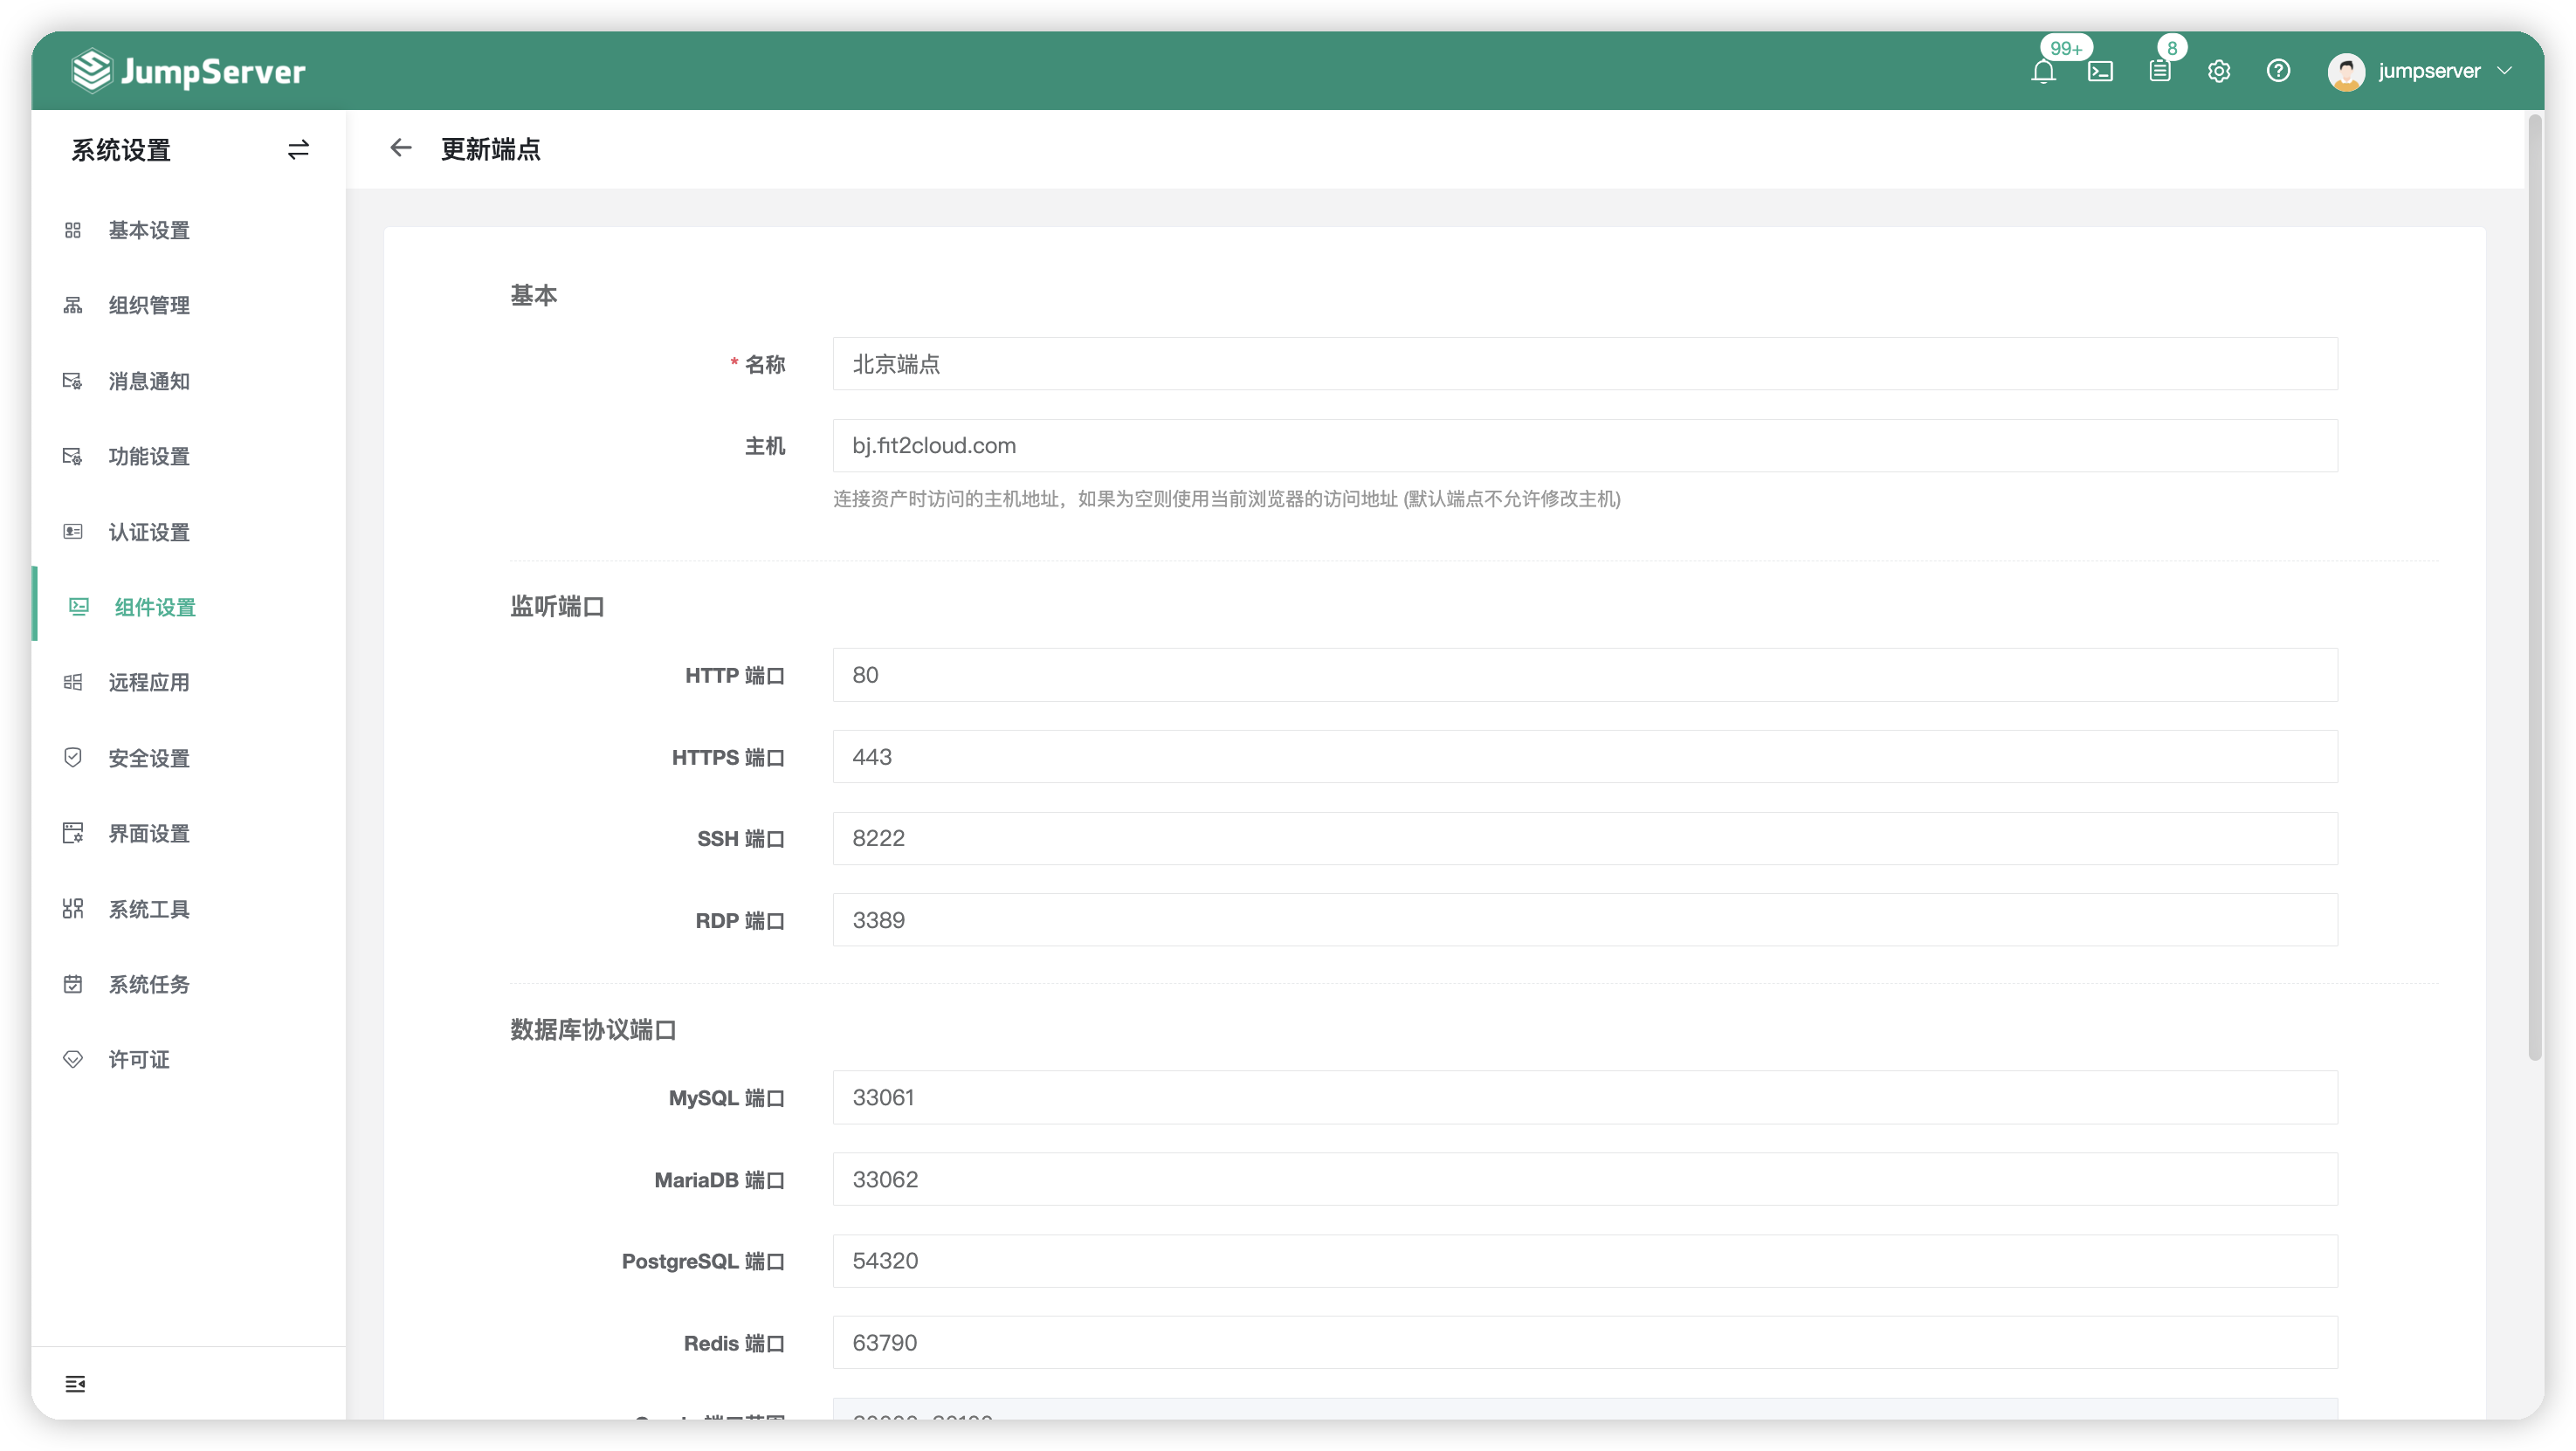 JumpServer
99+
8
jumpserver
系统设置
更新端点
基本设置
组织管理
消息通知
功能设置
认证设置
组件设置
远程应用
安全设置
界面设置
系统工具
系统任务
许可证
基本
* 名称 北京端点
主机 bj.fit2cloud.com
连接资产时访问的主机地址，如果为空则使用当前浏览器的访问地址 (默认端点不允许修改主机)
监听端口
HTTP 端口 80
HTTPS 端口 443
SSH 端口 8222
RDP 端口 3389
数据库协议端口
MySQL 端口 33061
MariaDB 端口 33062
PostgreSQL 端口 54320
Redis 端口 63790
端口范围